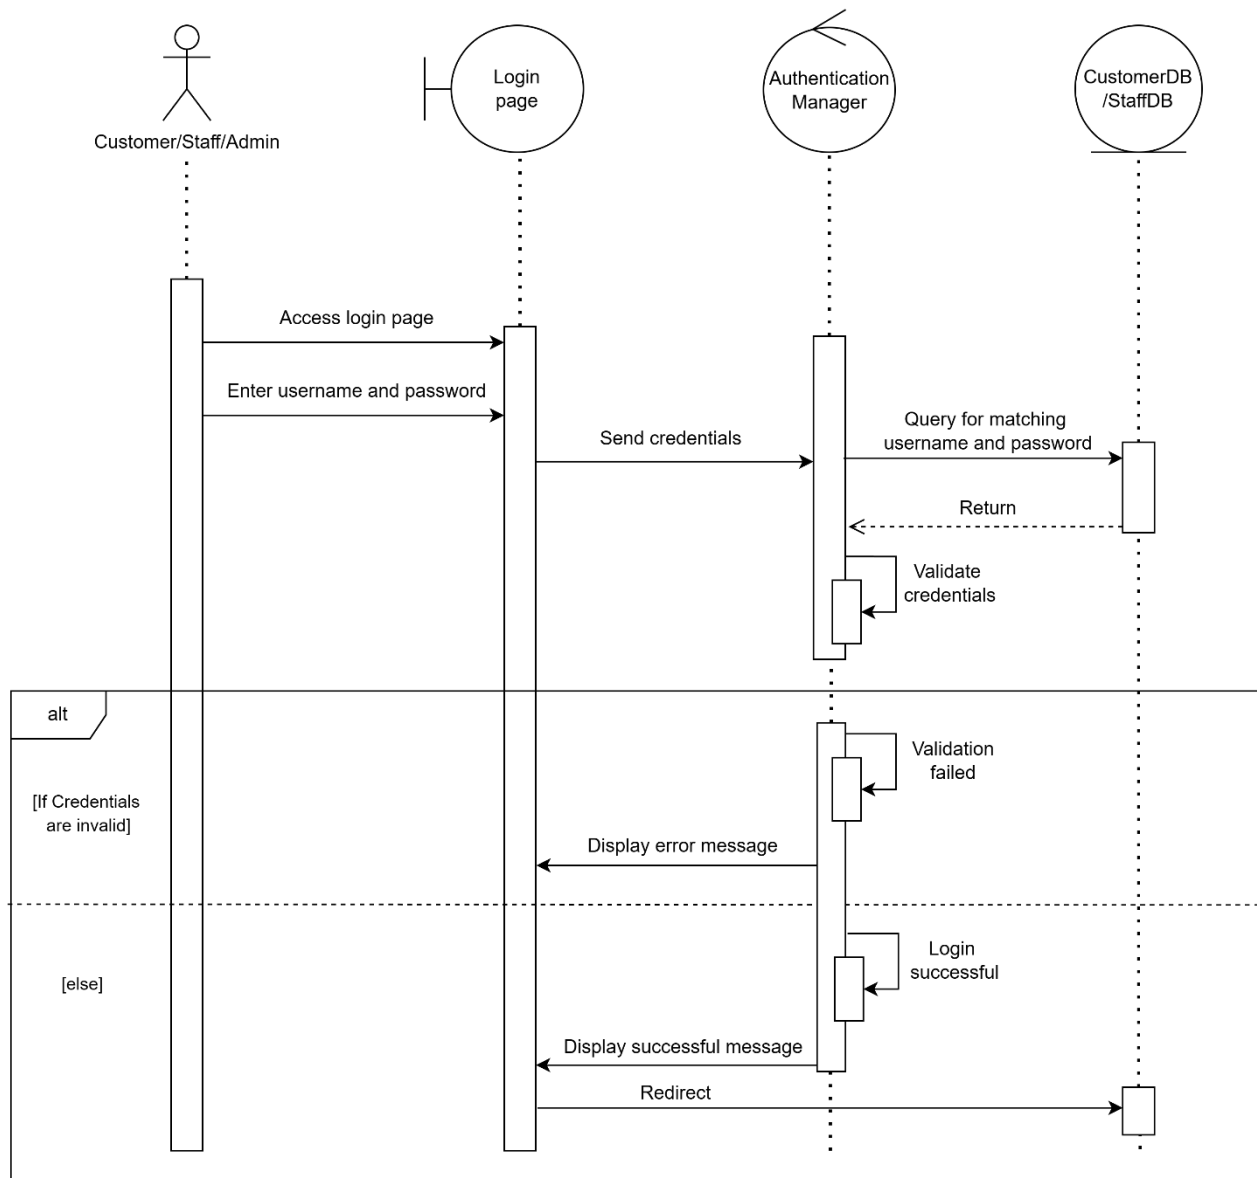 Customer/Staff/Admin
Login
page
Authentication
Manager
CustomerDB
/StaffDB
Access login page
Enter username and password
Send credentials
Query for matching
username and password
Return
Validate
credentials
alt
[If Credentials
are invalid]
Validation
failed
Display error message
[else]
Login
successful
Display successful message
Redirect